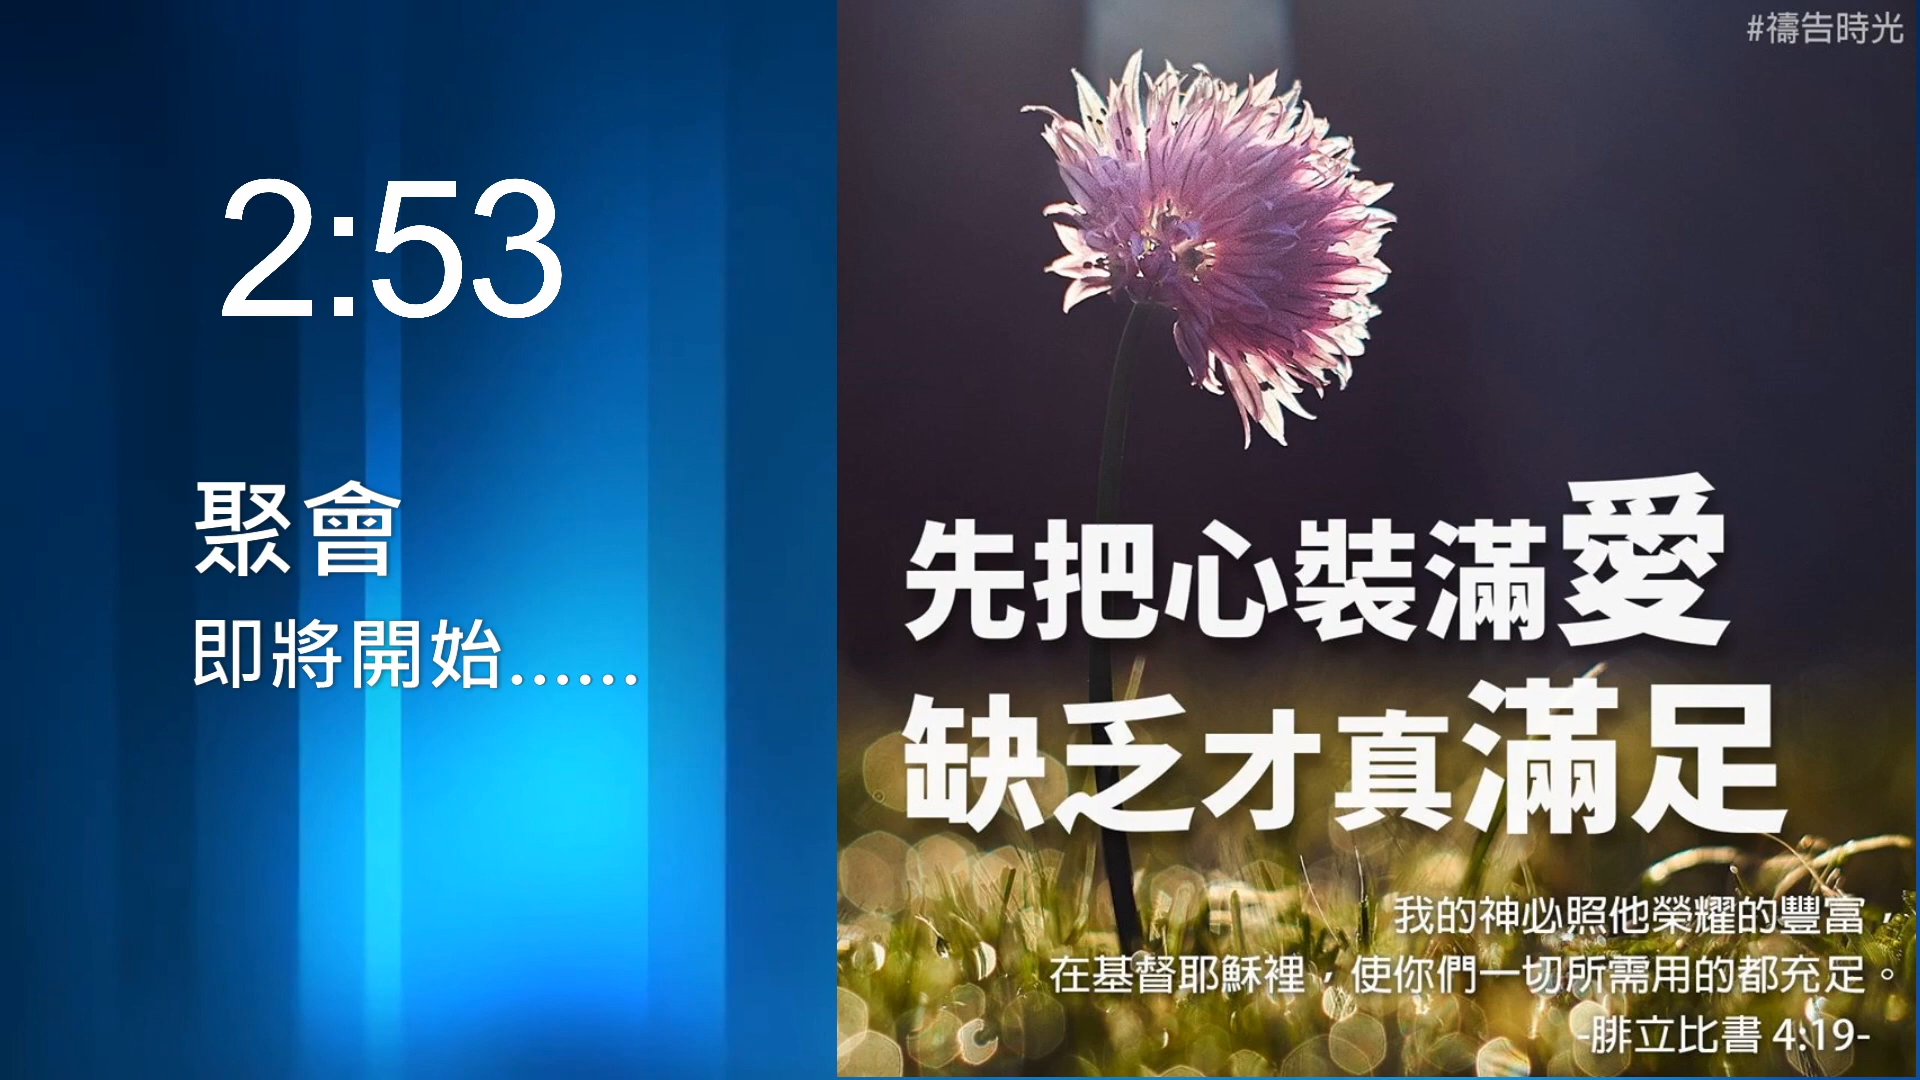 2:53
聚會
即將開始......
#禱告時光
先把心裝滿愛
缺乏才真滿足
我的神必照他榮耀的豐富，
在基督耶穌裡，使你們一切所需用的都充足。
-腓立比書 4:19-